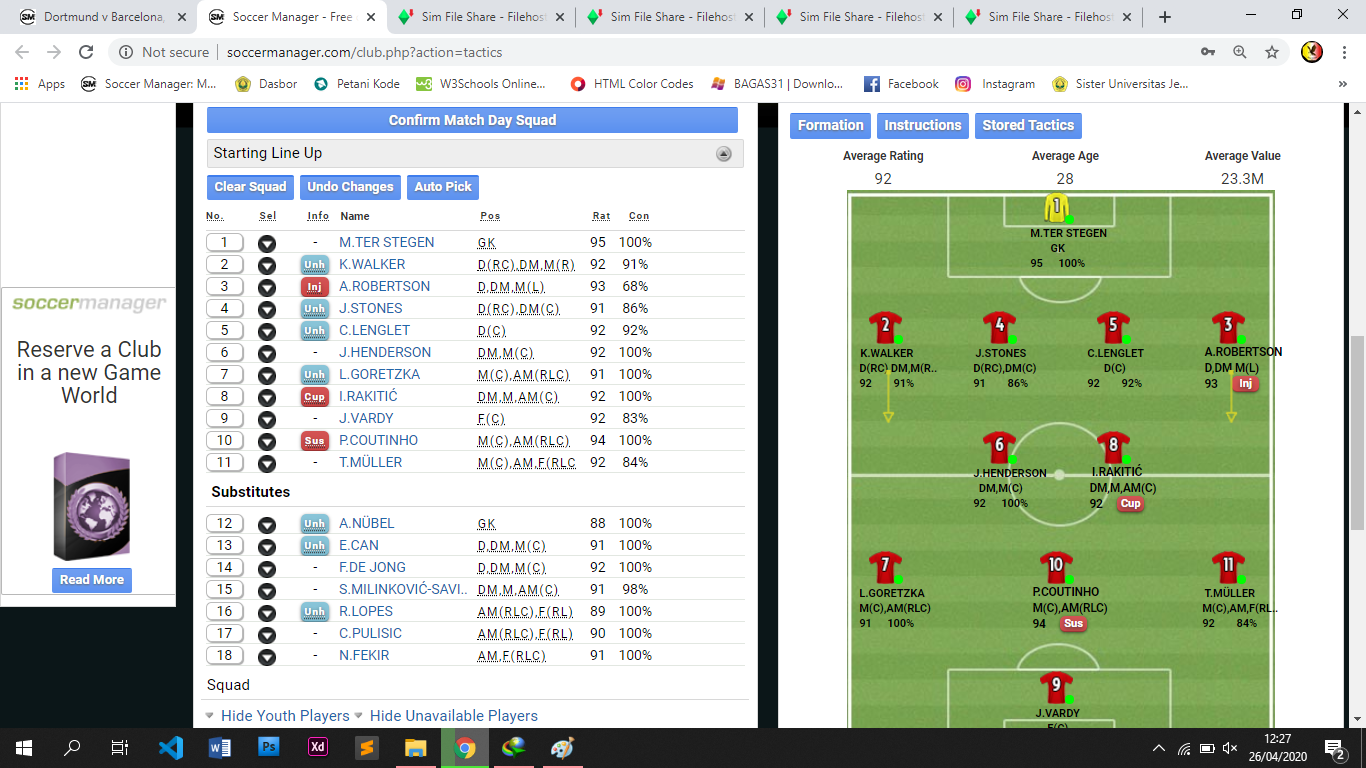 Dortmund v Barcelona,
Soccer Manager - Free
Sim File Share - Filehost
Sim File Share - Filehost
Sim File Share - Filehost
Sim File Share - Filehost
Not secure | soccermanager.com/club.php?action=tactics
Apps
Soccer Manager: M...
Dasbor
Petani Kode
W3Schools Online...
HTML Color Codes
BAGAS31 | Downlo...
Facebook
Instagram
Sister Universitas Je...
»
soccermanager
Reserve a Club
in a new Game
World
Read More
Confirm Match Day Squad
Starting Line Up
Clear Squad Undo Changes Auto Pick
No. Sel Info Name Pos Rat Con
1 - M.TER STEGEN GK 95 100%
2 Unh K.WALKER D(RC),DM,M(R) 92 91%
3 Inj A.ROBERTSON D,DM,M(L) 93 68%
4 Unh J.STONES D(RC),DM(C) 91 86%
5 Unh C.LENGLET D(C) 92 92%
6 - J.HENDERSON DM,M(C) 92 100%
7 Unh L.GORETZKA M(C),AM(RLC) 91 100%
8 Cup I.RAKITIĆ DM,M,AM(C) 92 100%
9 - J.VARDY F(C) 92 83%
10 Sus P.COUTINHO M(C),AM(RLC) 94 100%
11 - T.MÜLLER M(C),AM,F(RLC 92 84%
Substitutes
12 Unh A.NÜBEL GK 88 100%
13 Unh E.CAN D,DM,M(C) 91 100%
14 - F.DE JONG D,DM,M(C) 92 100%
15 - S.MILINKOVIĆ-SAVI.. DM,M,AM(C) 91 98%
16 Unh R.LOPES AM(RLC),F(RL) 89 100%
17 - C.PULISIC AM(RLC),F(RL) 90 100%
18 - N.FEKIR AM,F(RLC) 91 100%
Squad
Hide Youth Players Hide Unavailable Players
Formation Instructions Stored Tactics
Average Rating Average Age Average Value
92 28 23.3M
1
M.TER STEGEN
GK
95 100%
2 4 5 3
K.WALKER J.STONES C.LENGLET A.ROBERTSON
D(RC),DM,M(R.. D(RC),DM(C) D(C) D,DM,M(L)
92 91% 91 86% 92 92% 93 Inj
6 8
J.HENDERSON I.RAKITIĆ
DM,M(C) DM,M,AM(C)
92 100% 92 Cup
7 10 11
L.GORETZKA P.COUTINHO T.MÜLLER
M(C),AM(RLC) M(C),AM(RLC) M(C),AM,F(RL..
91 100% 94 Sus 92 84%
9
J.VARDY
F(C)
W
Ps
Xd
12:27
26/04/2020
2